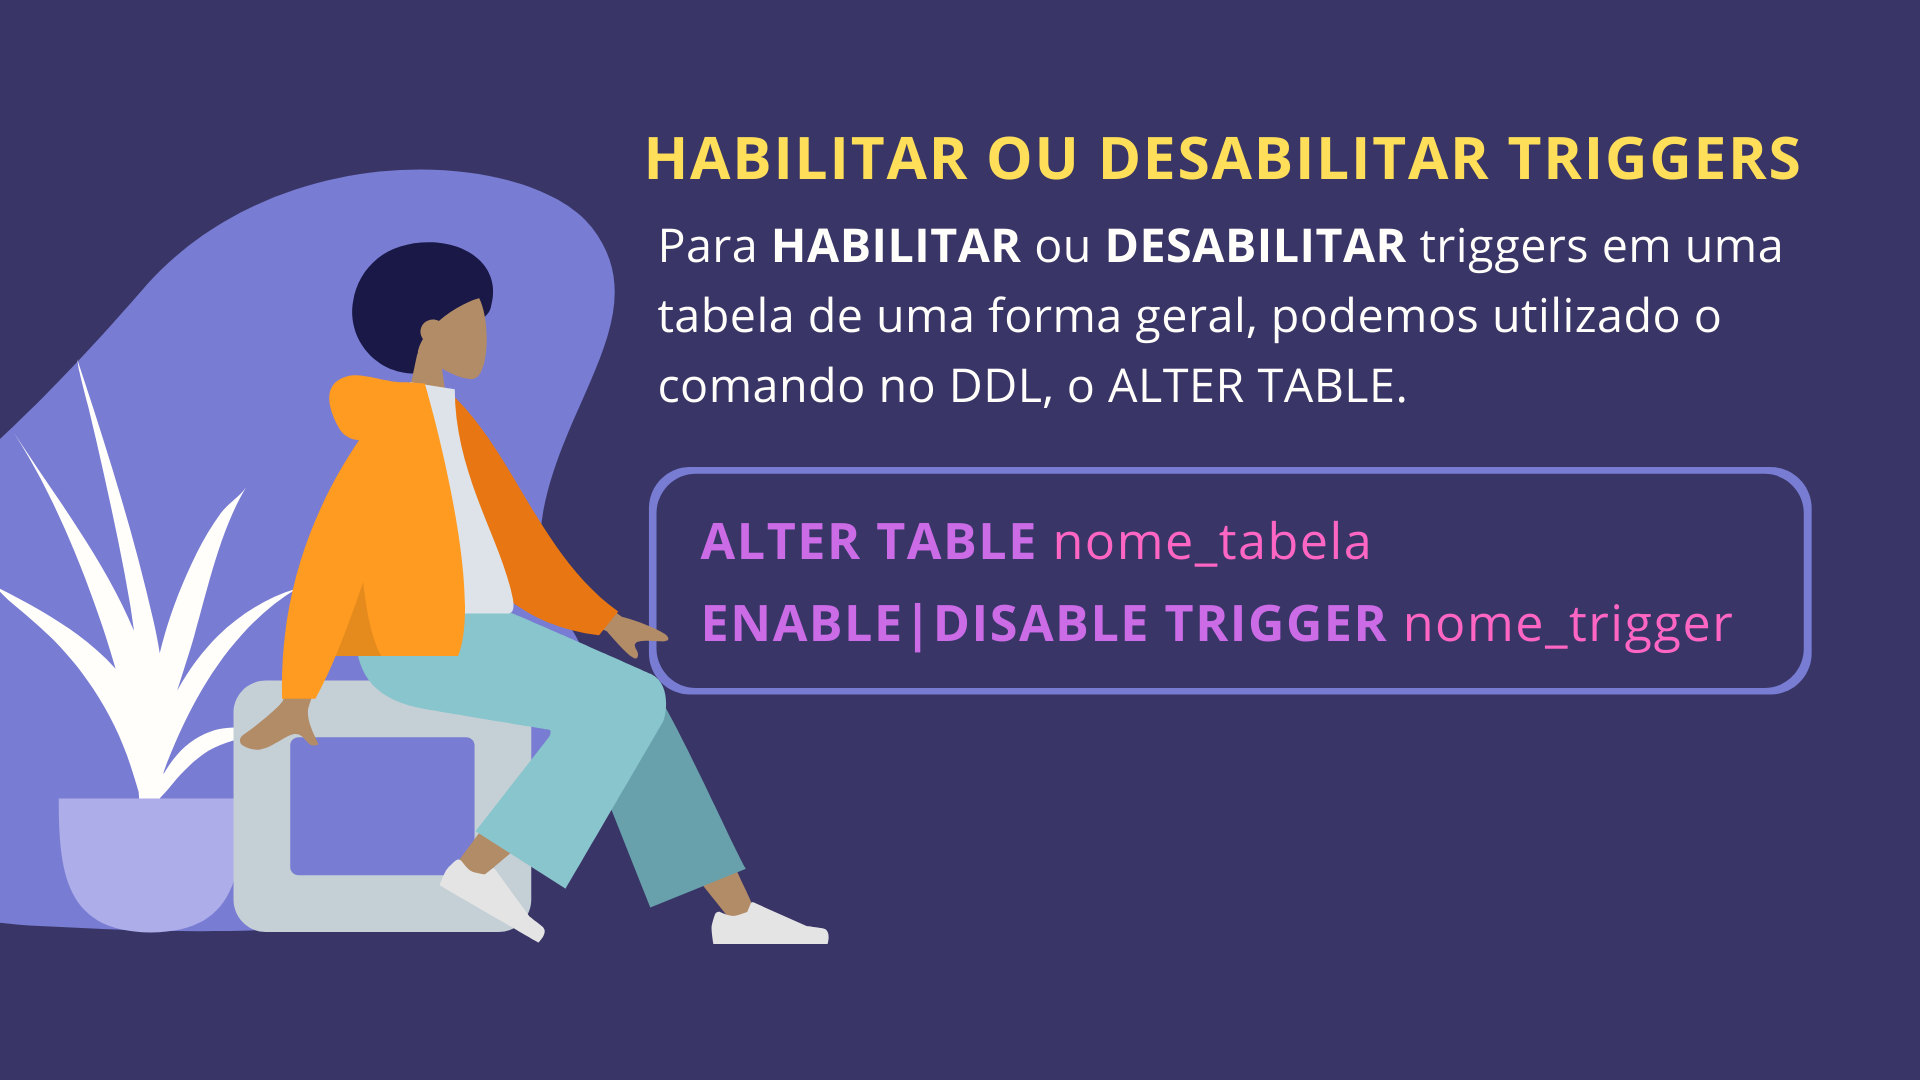 HABILITAR OU DESABILITAR TRIGGERS
Para HABILITAR ou DESABILITAR triggers em uma
tabela de uma forma geral, podemos utilizado o
comando no DDL, o ALTER TABLE.
ALTER TABLE nome_tabela
ENABLE|DISABLE TRIGGER nome_trigger